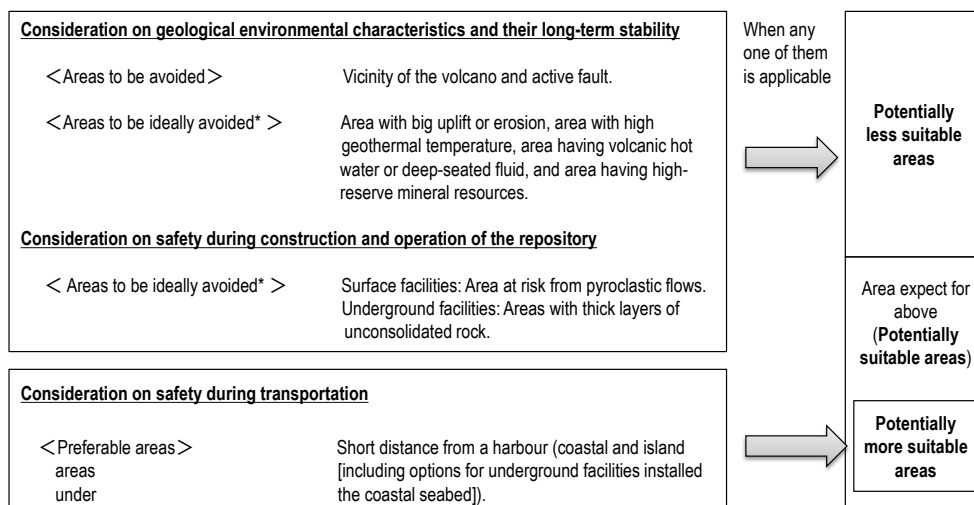 Consideration on geological environmental characteristics and their long-term stability
＜Areas to be avoided＞ Vicinity of the volcano and active fault.
＜Areas to be ideally avoided* ＞ Area with big uplift or erosion, area with high
geothermal temperature, area having volcanic hot
water or deep-seated fluid, and area having high-
reserve mineral resources.
Consideration on safety during construction and operation of the repository
＜ Areas to be ideally avoided* ＞ Surface facilities: Area at risk from pyroclastic flows.
Underground facilities: Areas with thick layers of
unconsolidated rock.
When any
one of them
is applicable
Potentially
less suitable
areas
Area expect for
above
(Potentially
suitable areas)
Consideration on safety during transportation
＜Preferable areas＞ Short distance from a harbour (coastal and island
areas [including options for underground facilities installed
under the coastal seabed]).
Potentially
more suitable
areas